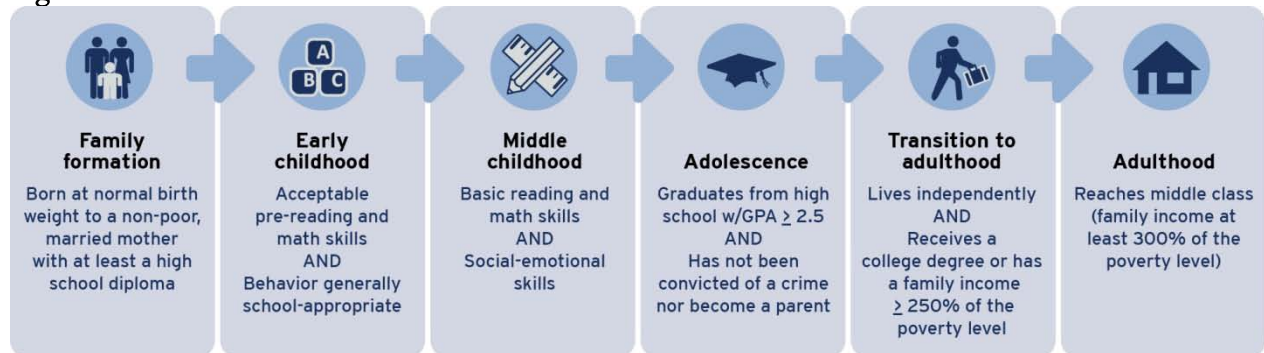 A
B
C
Family
formation
Born at normal birth
weight to a non-poor,
married mother
with at least a high
school diploma
Early
childhood
Acceptable
pre-reading and
math skills
AND
Behavior generally
school-appropriate
Middle
childhood
Basic reading and
math skills
AND
Social-emotional
skills
Adolescence
Graduates from high
school w/GPA ≥ 2.5
AND
Has not been
convicted of a crime
nor become a parent
Transition to
adulthood
Lives independently
AND
Receives a
college degree or has
a family income
≥ 250% of the
poverty level
Adulthood
Reaches middle class
(family income at
least 300% of the
poverty level)